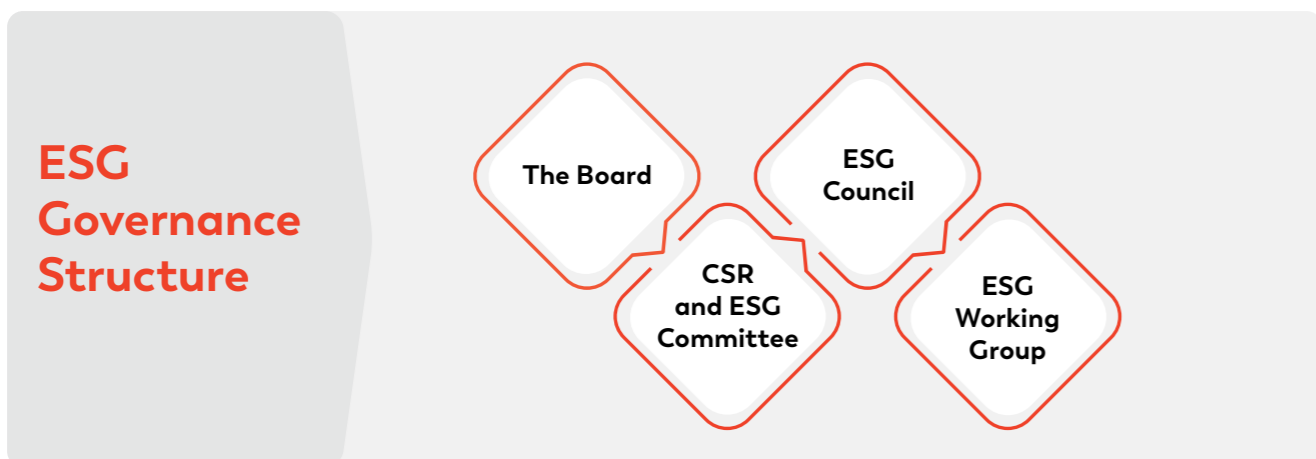 ESG
Governance
Structure
The Board
CSR
and ESG
Committee
ESG
Council
ESG
Working
Group